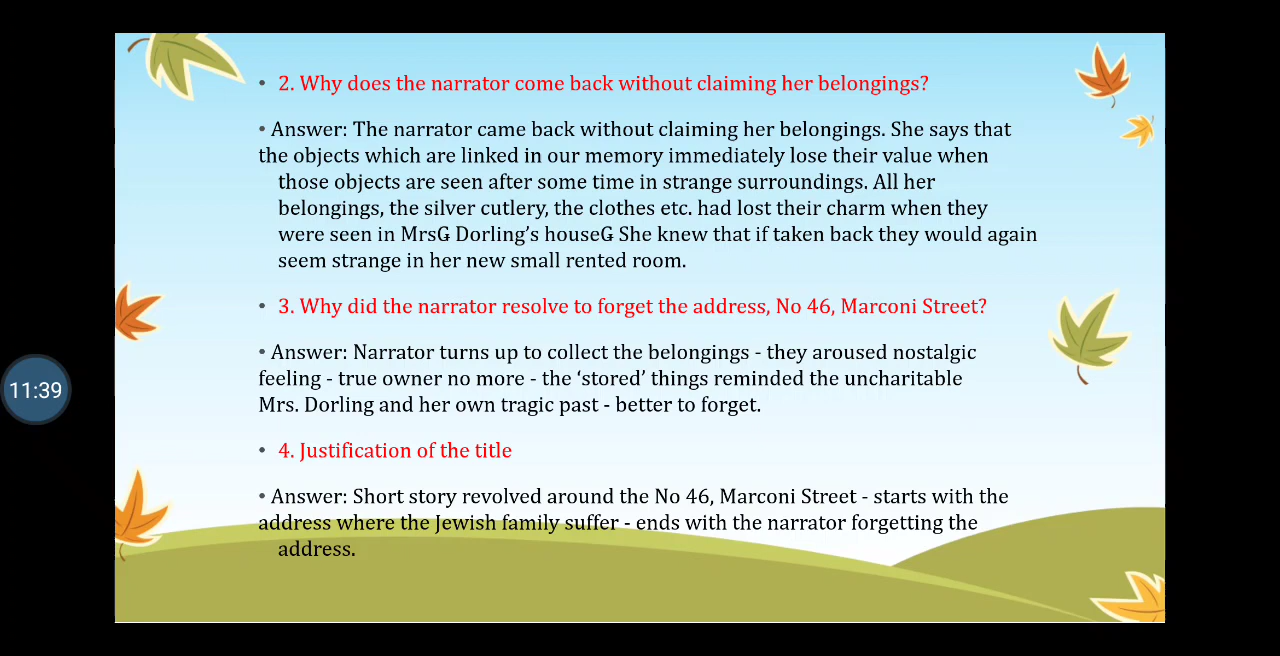 • 2. Why does the narrator come back without claiming her belongings?
• Answer: The narrator came back without claiming her belongings. She says that
the objects which are linked in our memory immediately lose their value when
those objects are seen after some time in strange surroundings. All her
belongings, the silver cutlery, the clothes etc. had lost their charm when they
were seen in MrsG Dorling’s houseG She knew that if taken back they would again
seem strange in her new small rented room.
• 3. Why did the narrator resolve to forget the address, No 46, Marconi Street?
• Answer: Narrator turns up to collect the belongings - they aroused nostalgic
feeling - true owner no more - the ‘stored’ things reminded the uncharitable
Mrs. Dorling and her own tragic past - better to forget.
11:39
• 4. Justification of the title
• Answer: Short story revolved around the No 46, Marconi Street - starts with the
address where the Jewish family suffer - ends with the narrator forgetting the
address.